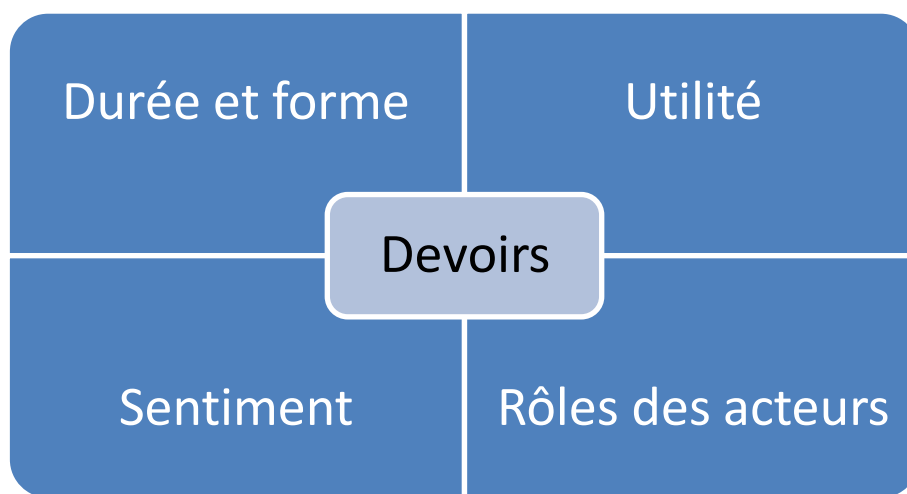 Durée et forme
Utilité
Devoirs
Sentiment
Rôles des acteurs